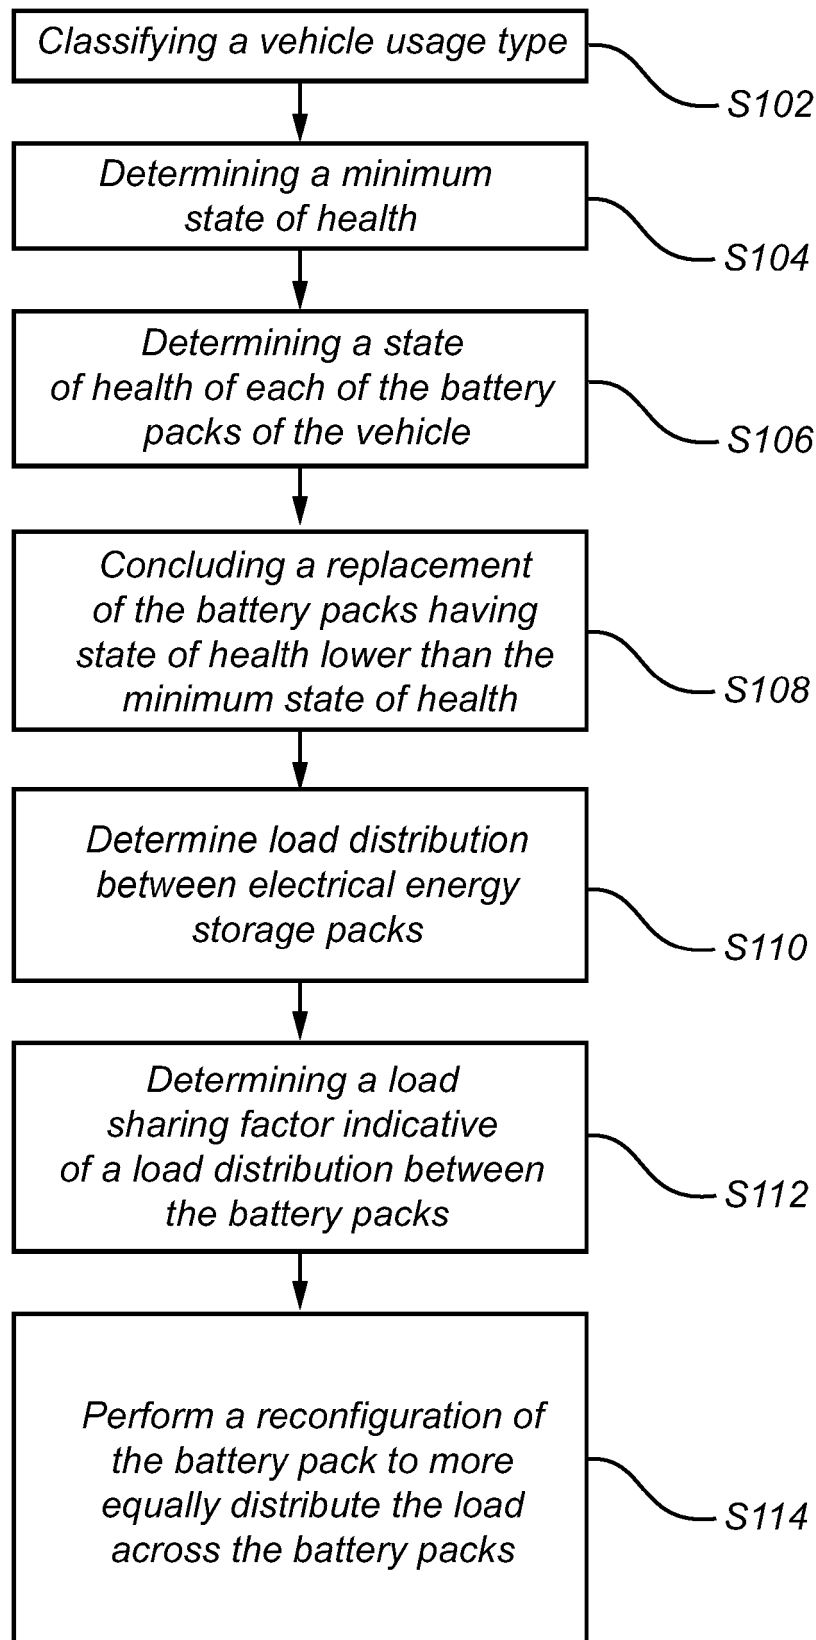 Classifying a vehicle usage type
S102
Determining a minimum
state of health
S104
Determining a state
of health of each of the battery
packs of the vehicle
S106
Concluding a replacement
of the battery packs having
state of health lower than the
minimum state of health
S108
Determine load distribution
between electrical energy
storage packs
S110
Determining a load
sharing factor indicative
of a load distribution between
the battery packs
S112
Perform a reconfiguration of
the battery pack to more
equally distribute the load
across the battery packs
S114